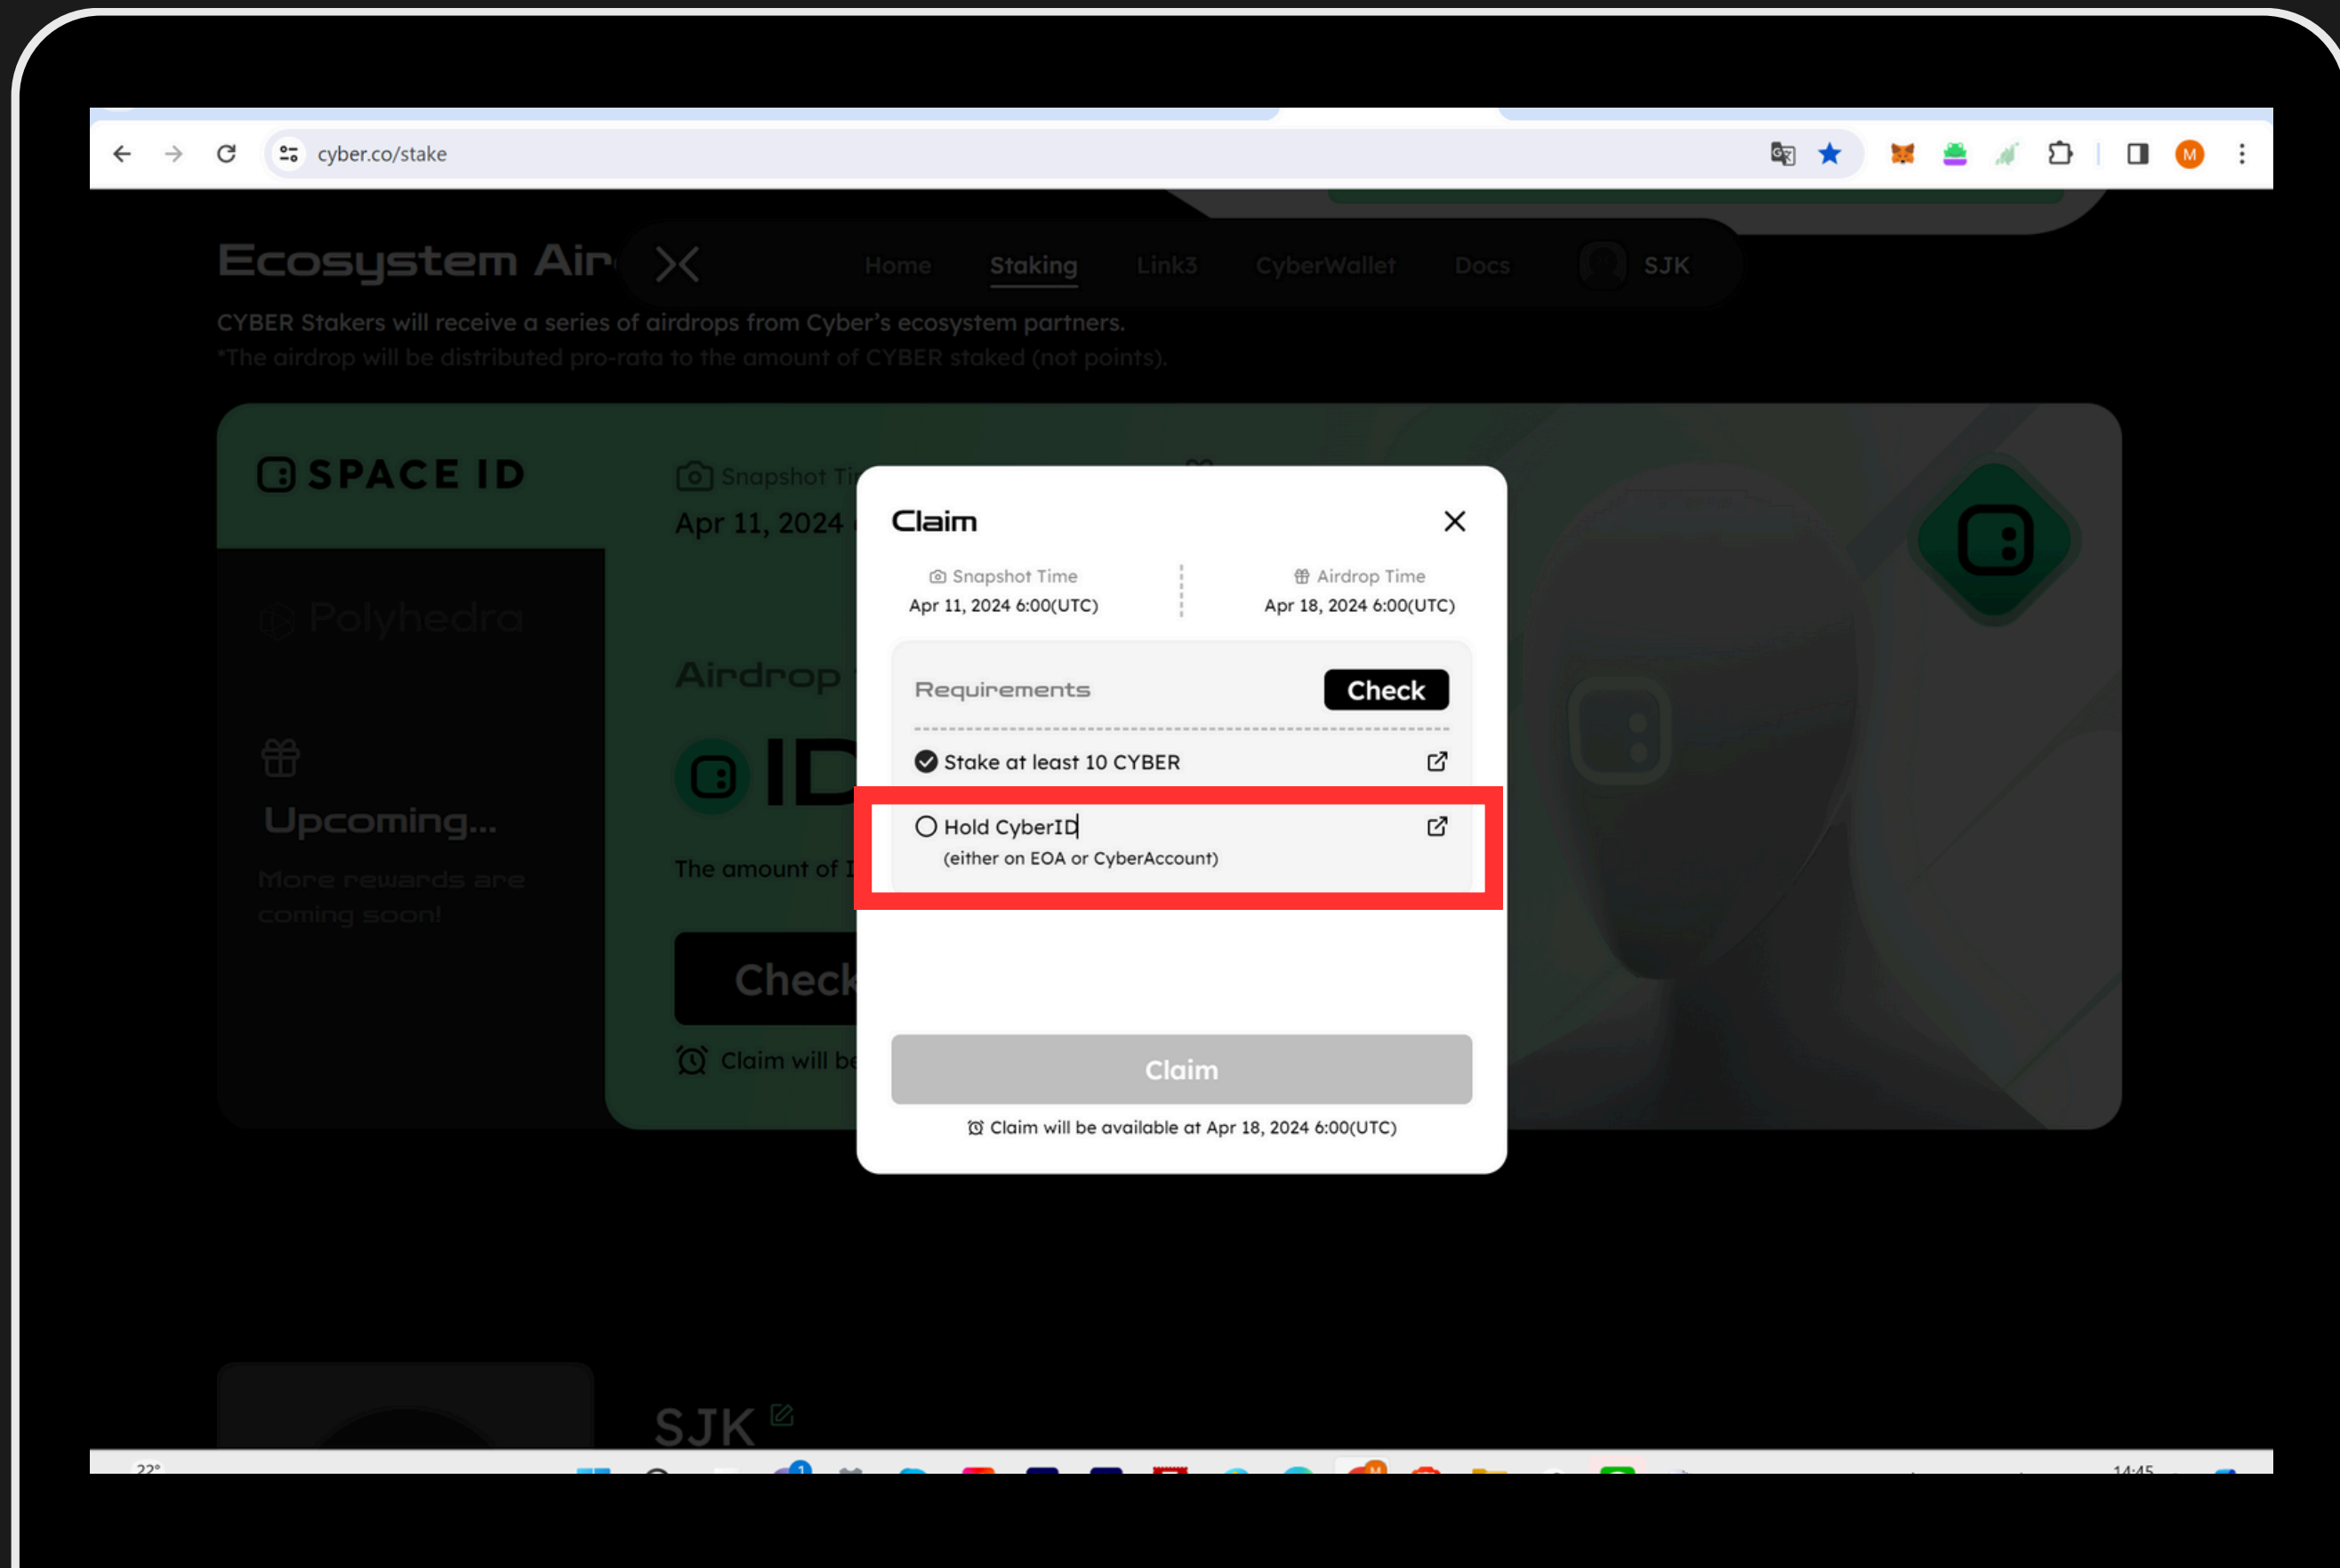 cyber.co/stake
M
Ecosystem Air
Home Staking Link3 CyberWallet Docs SJK
CYBER Stakers will receive a series of airdrops from Cyber's ecosystem partners.
*The airdrop will be distributed pro-rata to the amount of CYBER staked (not points).
SPACE ID
Snapshot Ti
Apr 11, 2024
Polyhedra
Airdrop
ID
Upcoming...
The amount of I
More rewards are
coming soon!
Check
Claim will be
Claim
Snapshot Time
Airdrop Time
Apr 11, 2024 6:00(UTC)
Apr 18, 2024 6:00(UTC)
Requirements
Check
Stake at least 10 CYBER
Hold CyberID
(either on EOA or CyberAccount)
Claim
Claim will be available at Apr 18, 2024 6:00(UTC)
SJK
22°
1
M
14:45